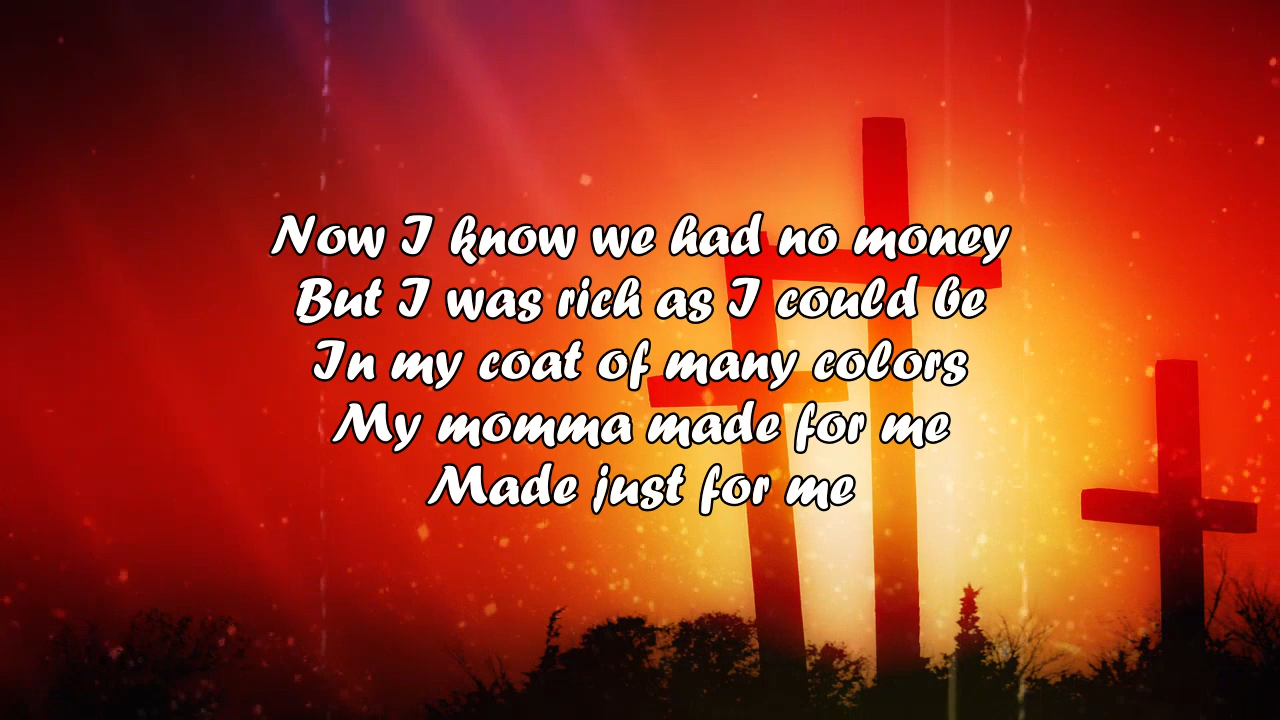 Now I know we had no money
But I was rich as I could be
In my coat of many colors
My momma made for me
Made just for me